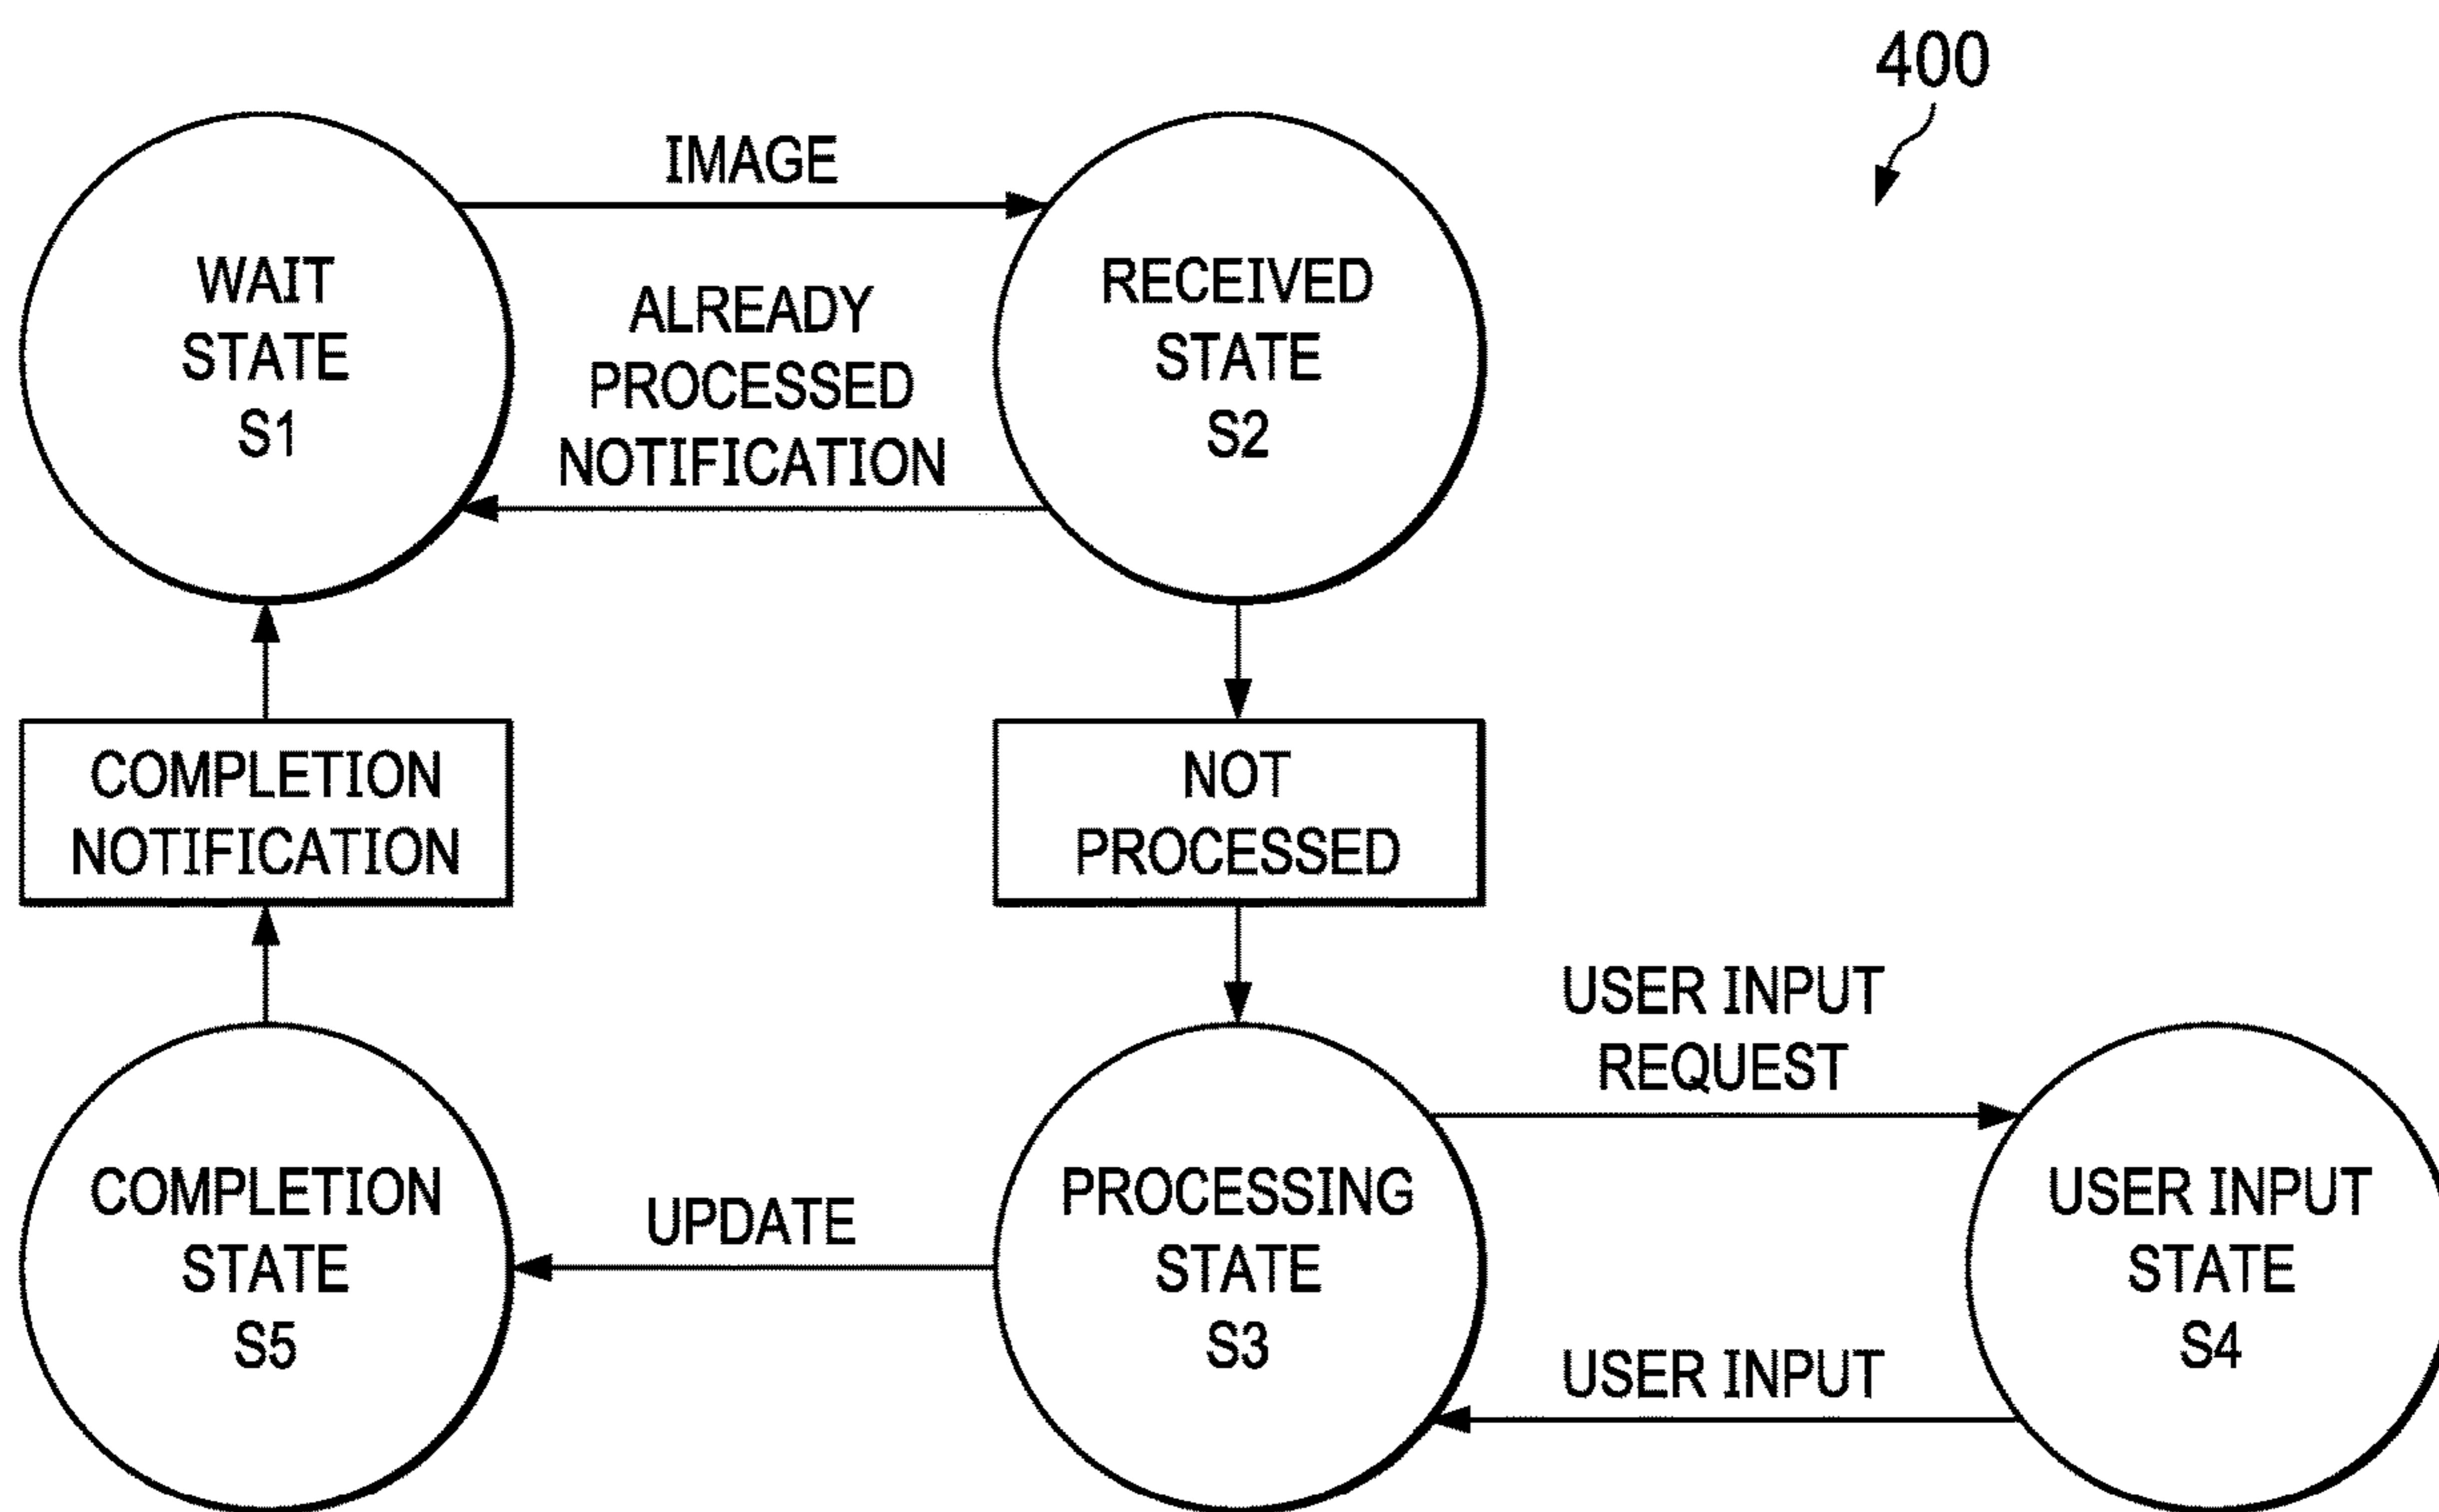 400
IMAGE
WAIT
STATE
S1
ALREADY
PROCESSED
NOTIFICATION
RECEIVED
STATE
S2
COMPLETION
NOTIFICATION
NOT
PROCESSED
USER INPUT
REQUEST
COMPLETION
STATE
S5
UPDATE
PROCESSING
STATE
S3
USER INPUT
USER INPUT
STATE
S4